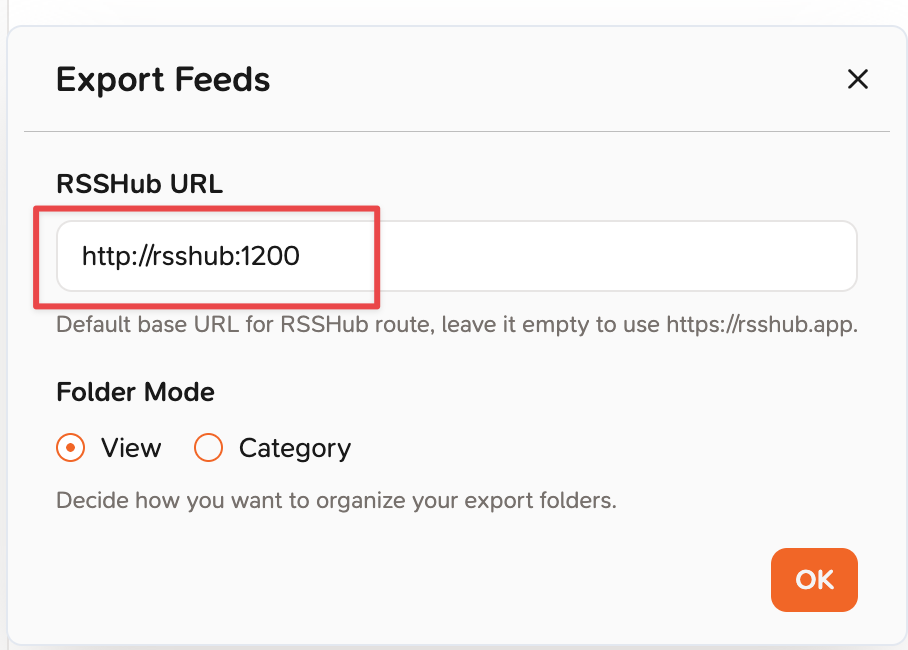 Export Feeds
RSSHub URL
http://rsshub:1200
Default base URL for RSSHub route, leave it empty to use https://rsshub.app.
Folder Mode
View Category
Decide how you want to organize your export folders.
OK